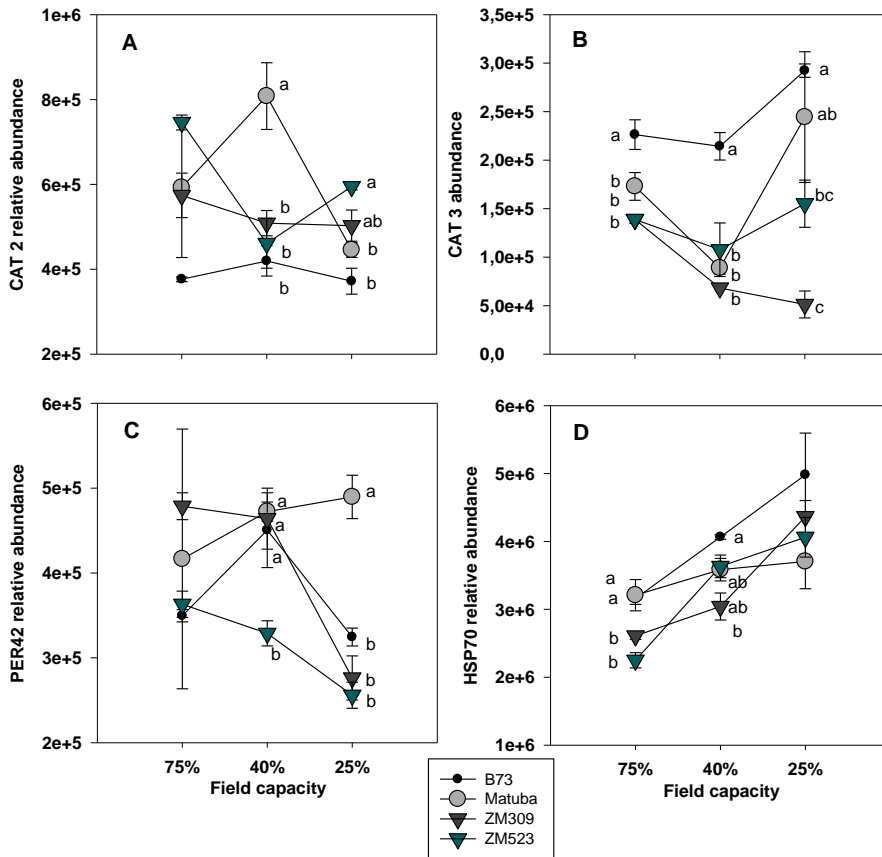 A
CAT 2 relative abundance
1e+6
8e+5
6e+5
4e+5
2e+5
a
b
b
b
a
ab
b
b
B
CAT 3 abundance
3,5e+5
3,0e+5
2,5e+5
2,0e+5
1,5e+5
1,0e+5
5,0e+4
0,0
a
b
b
b
a
b
b
b
a
ab
bc
c
C
PER42 relative abundance
6e+5
5e+5
4e+5
3e+5
2e+5
a
a
a
b
a
b
b
b
75%
40%
25%
Field capacity
D
HSP70 relative abundance
6e+6
5e+6
4e+6
3e+6
2e+6
1e+6
a
a
b
b
a
ab
ab
b
75%
40%
25%
Field capacity
B73
Matuba
ZM309
ZM523